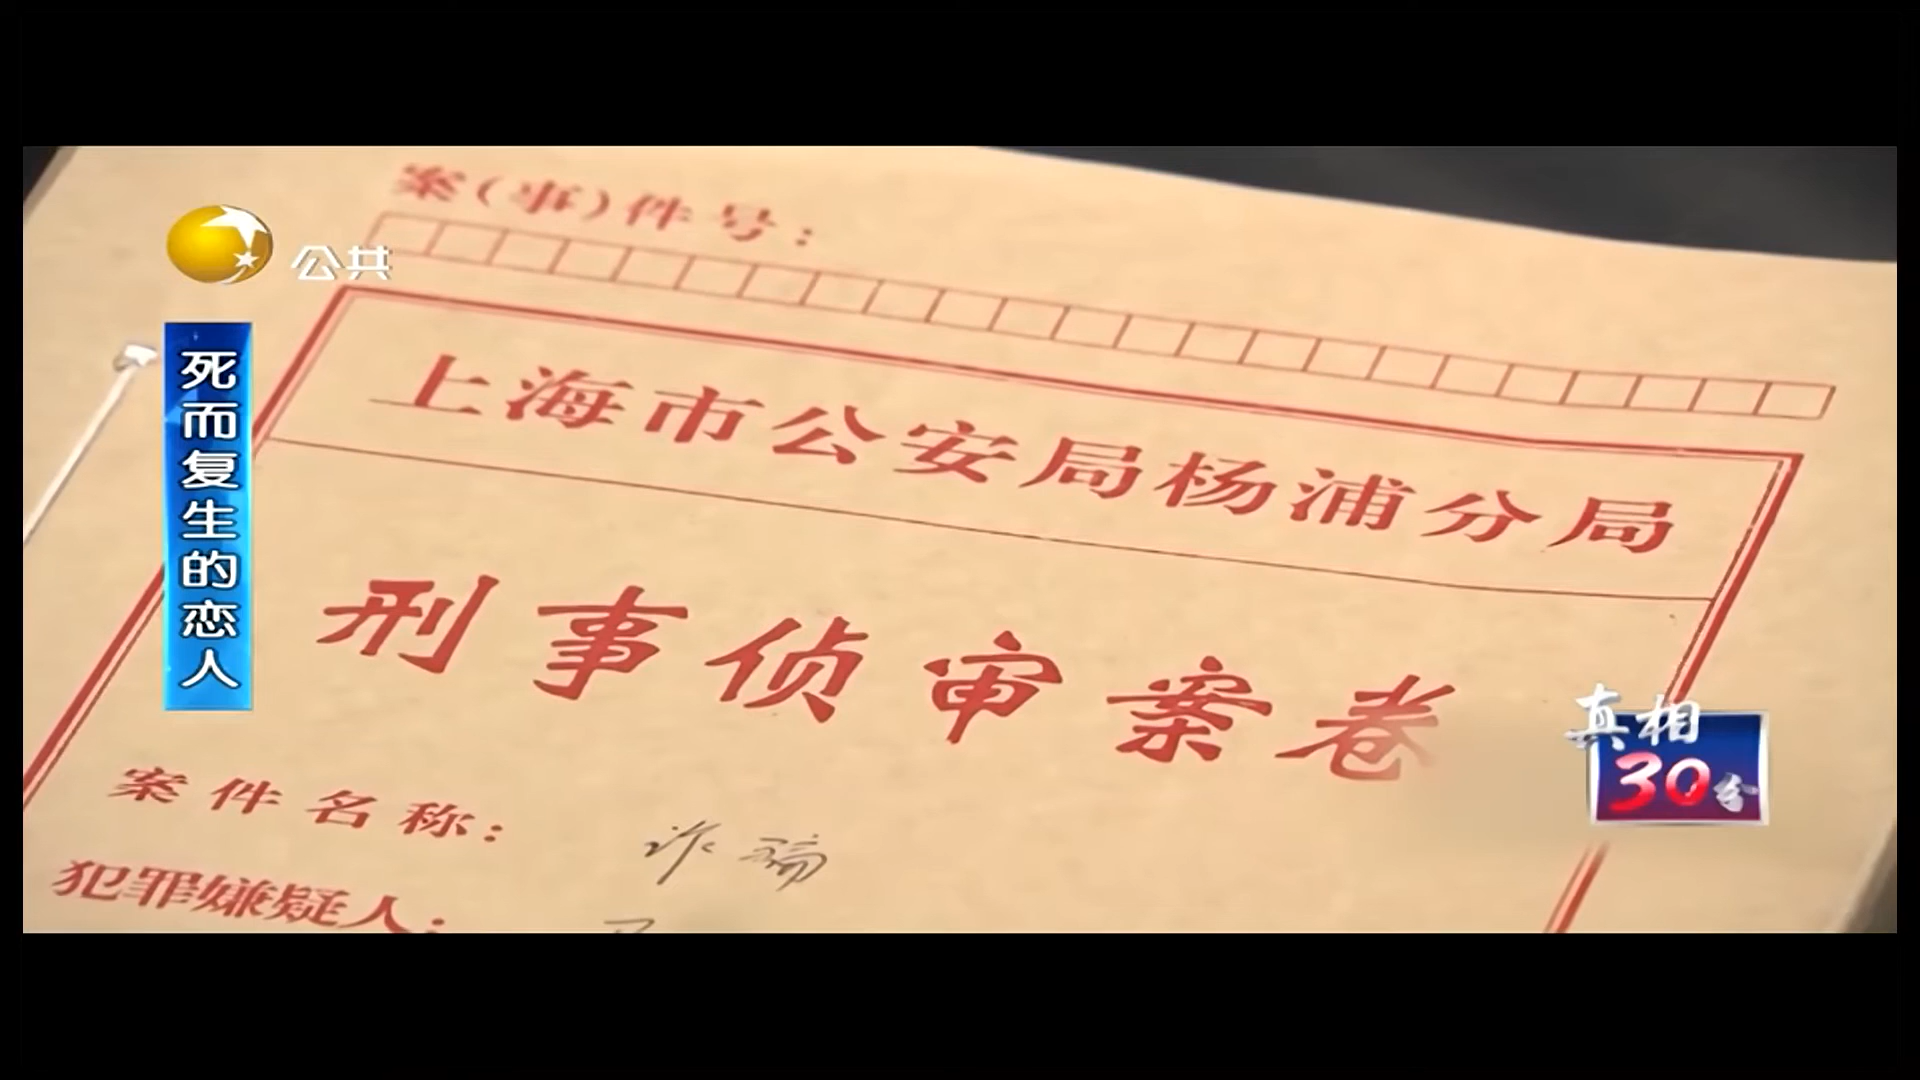 案(事)件号:
公共
上海市公安局杨浦分局
死而复生的恋人
刑事侦审案卷
真相
30分
案件名称: 诈骗
犯罪嫌疑人: